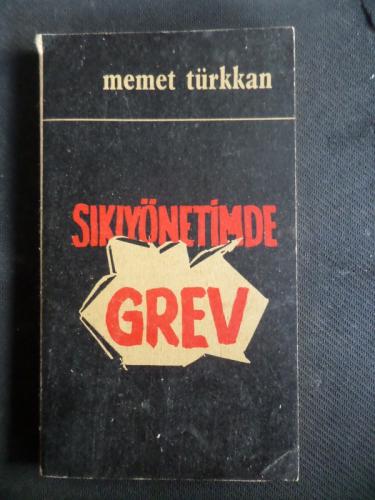 memet türkkan
SIKIYÖNETİMDE
GREV